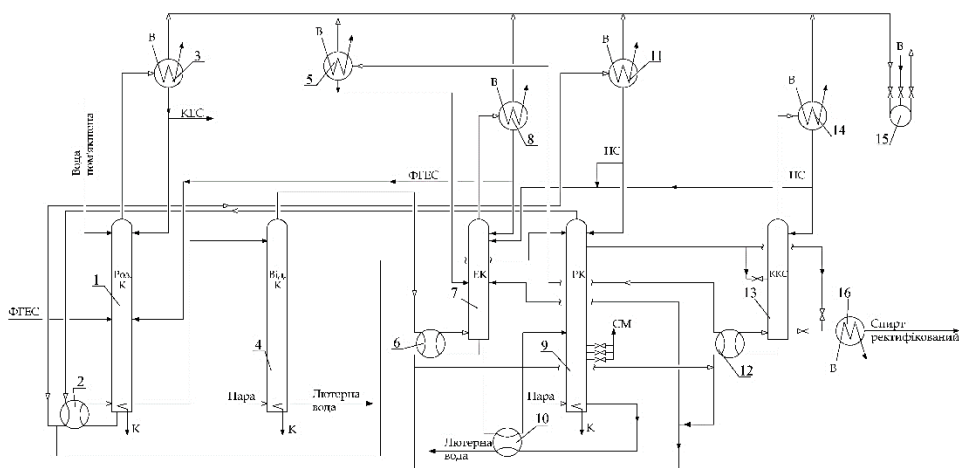 В
3
В
5
В
8
В
11
В
14
В
15
КЕС
Вода
пом'якшена
ФГЕС
ПС
ПС
1
Роз.
К
4
Від.
К
ЕК
7
РК
9
ККС
13
16
ФГЕС
6
СМ
12
Спирт
ректифікований
В
2
Пара
Лютерна
вода
К
К
Пара
К
10
Лютерна
вода